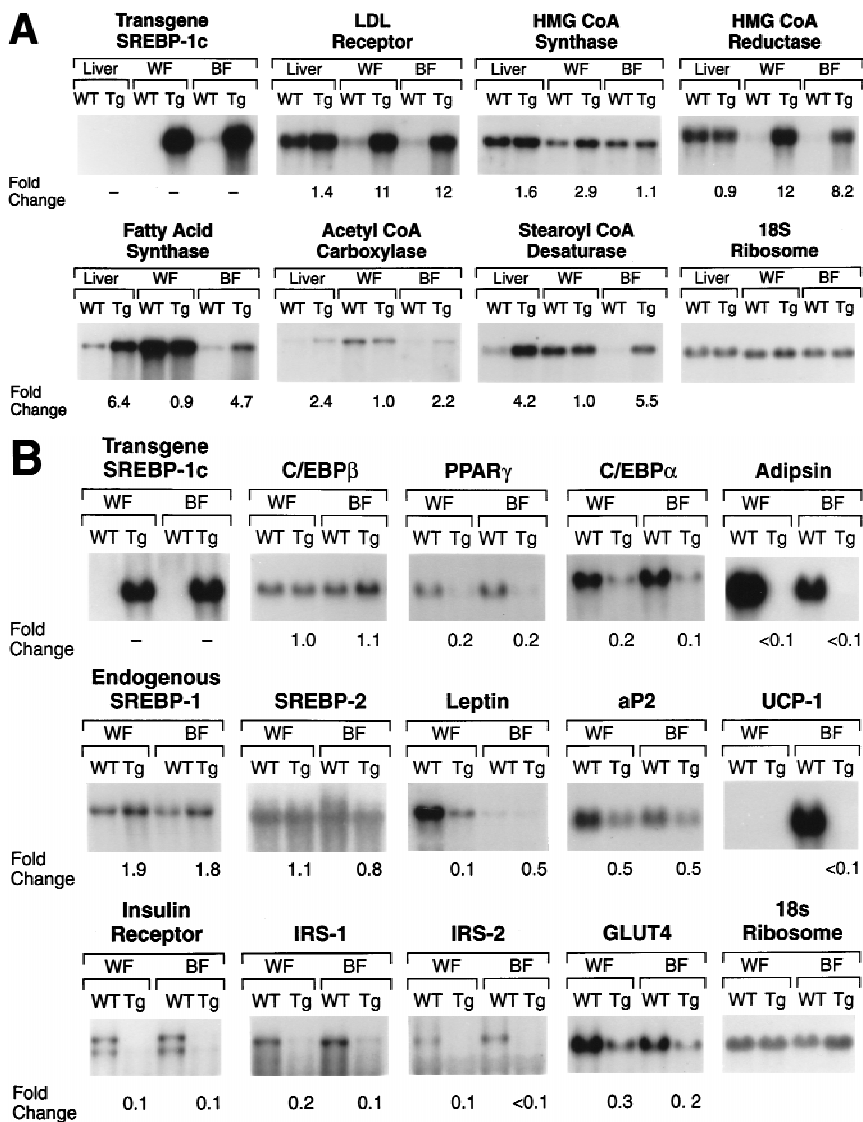 A
Transgene LDL HMG CoA HMG CoA
SREBP-1c Receptor Synthase Reductase
Liver WF BF Liver WF BF Liver WF BF Liver WF BF
WT Tg WT Tg WT Tg WT Tg WT Tg WT Tg WT Tg WT Tg WT Tg WT Tg WT Tg WT Tg
Fold
Change
– – – 1.4 11 12 1.6 2.9 1.1 0.9 12 8.2
Fatty Acid Acetyl CoA Stearoyl CoA 18S
Synthase Carboxylase Desaturase Ribosome
Liver WF BF Liver WF BF Liver WF BF Liver WF BF
WT Tg WT Tg WT Tg WT Tg WT Tg WT Tg WT Tg WT Tg WT Tg WT Tg WT Tg WT Tg
Fold
Change
6.4 0.9 4.7 2.4 1.0 2.2 4.2 1.0 5.5
B
Transgene
SREBP-1c C/EBPβ PPARγ C/EBPα Adipsin
WF BF WF BF WF BF WF BF WF BF
WT Tg WT Tg WT Tg WT Tg WT Tg WT Tg WT Tg WT Tg WT Tg WT Tg
Fold
Change
– – 1.0 1.1 0.2 0.2 0.2 0.1 <0.1 <0.1
Endogenous
SREBP-1 SREBP-2 Leptin aP2 UCP-1
WF BF WF BF WF BF WF BF WF BF
WT Tg WT Tg WT Tg WT Tg WT Tg WT Tg WT Tg WT Tg WT Tg WT Tg
Fold
Change
1.9 1.8 1.1 0.8 0.1 0.5 0.5 0.5 <0.1
Insulin 18s
Receptor IRS-1 IRS-2 GLUT4 Ribosome
WF BF WF BF WF BF WF BF WF BF
WT Tg WT Tg WT Tg WT Tg WT Tg WT Tg WT Tg WT Tg WT Tg WT Tg
Fold
Change
0.1 0.1 0.2 0.1 0.1 <0.1 0.3 0. 2